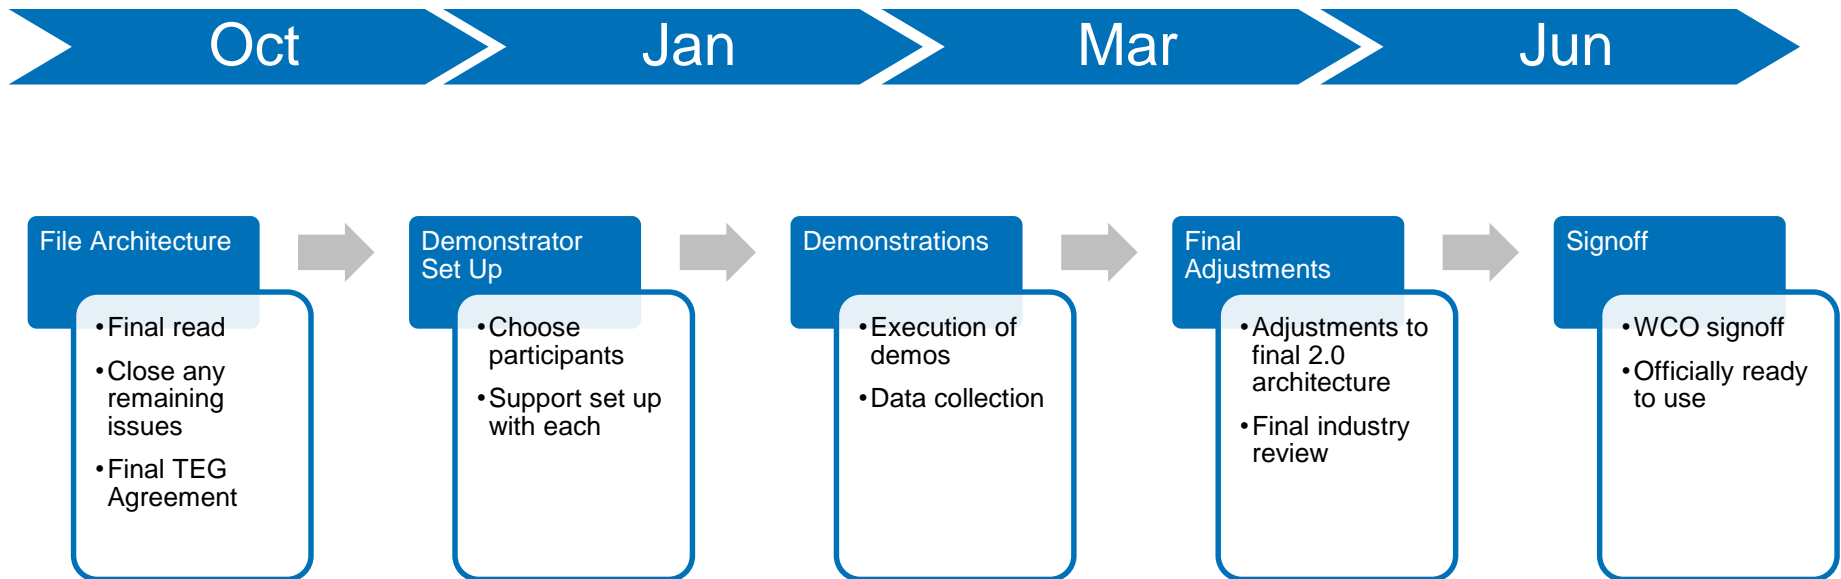 Oct
Jan
Mar
Jun
File Architecture
•Final read
•Close any
remaining
issues
•Final TEG
Agreement
Demonstrator
Set Up
•Choose
participants
•Support set up
with each
Demonstrations
•Execution of
demos
•Data collection
Final
Adjustments
•Adjustments to
final 2.0
architecture
•Final industry
review
Signoff
•WCO signoff
•Officially ready
to use